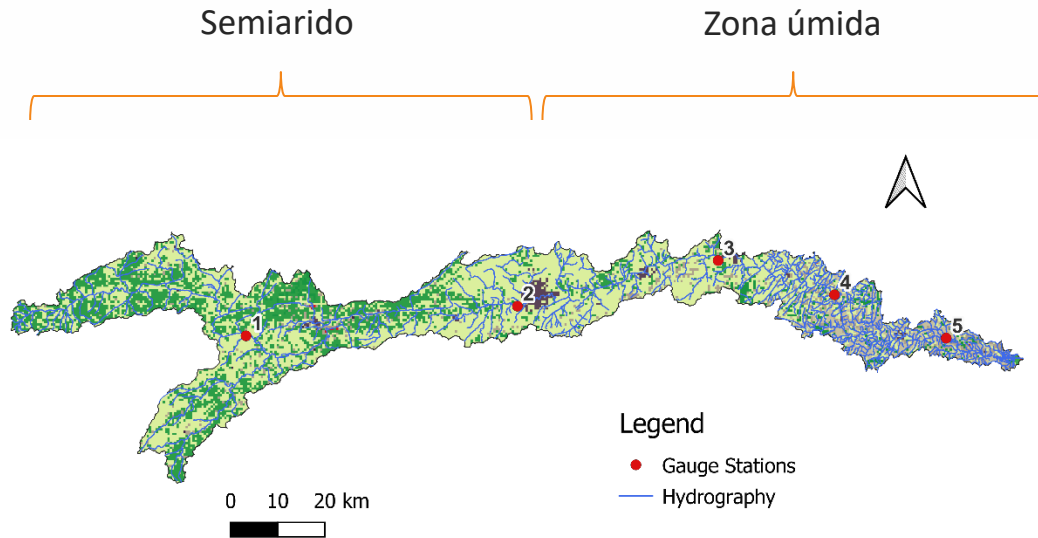 Semiarido
Zona úmida
3
2
4
1
5
Legend
Gauge Stations
Hydrography
0 10 20 km